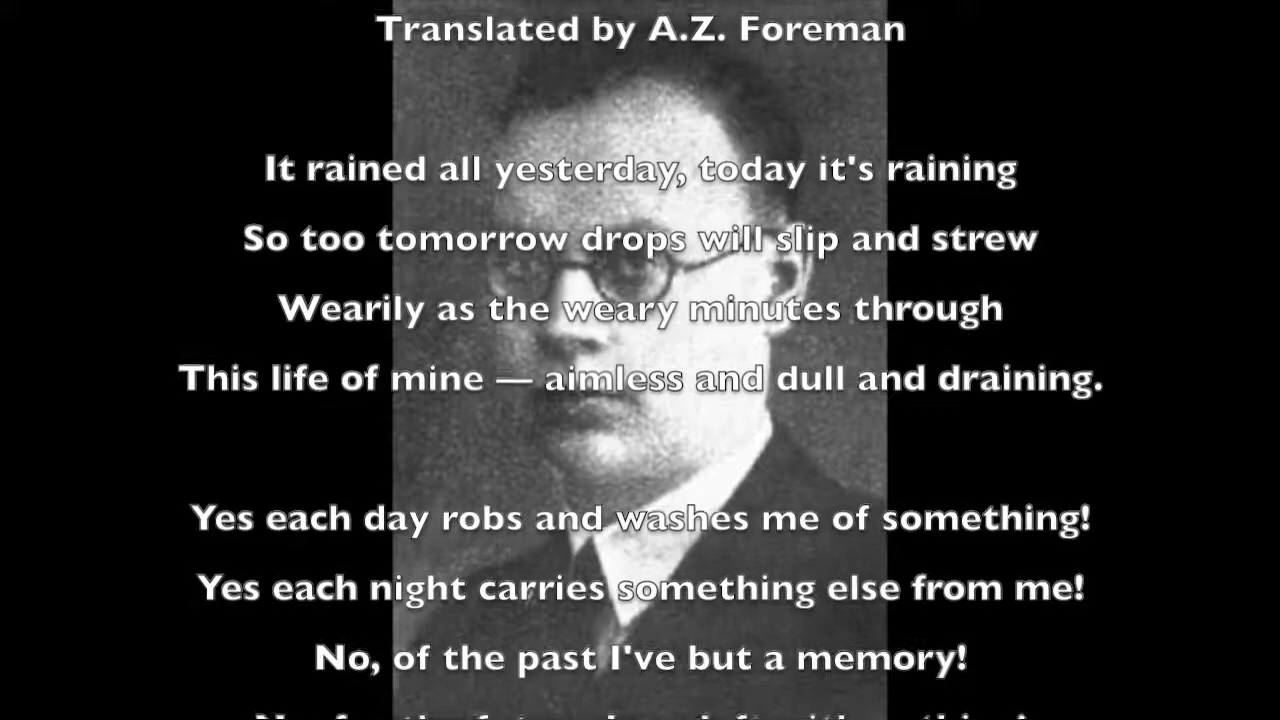 Translated by A.Z. Foreman
It rained all yesterday, today it's raining
So too tomorrow drops will slip and strew
Wearily as the weary minutes through
This life of mine — aimless and dull and draining.
Yes each day robs and washes me of something!
Yes each night carries something else from me!
No, of the past I've but a memory!